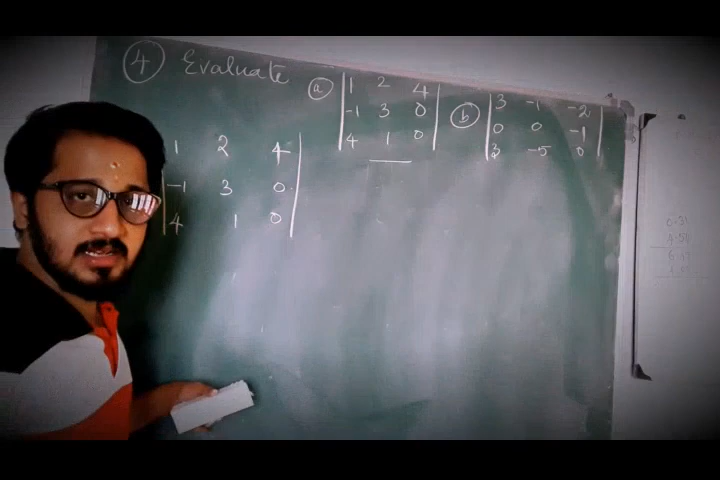 ④ Evaluate
ⓐ
1 2 4
-1 3 0
4 1 0
ⓑ
3 -1 -2
0 0 -1
3 -5 0
1 2 4
-1 3 0
4 1 0